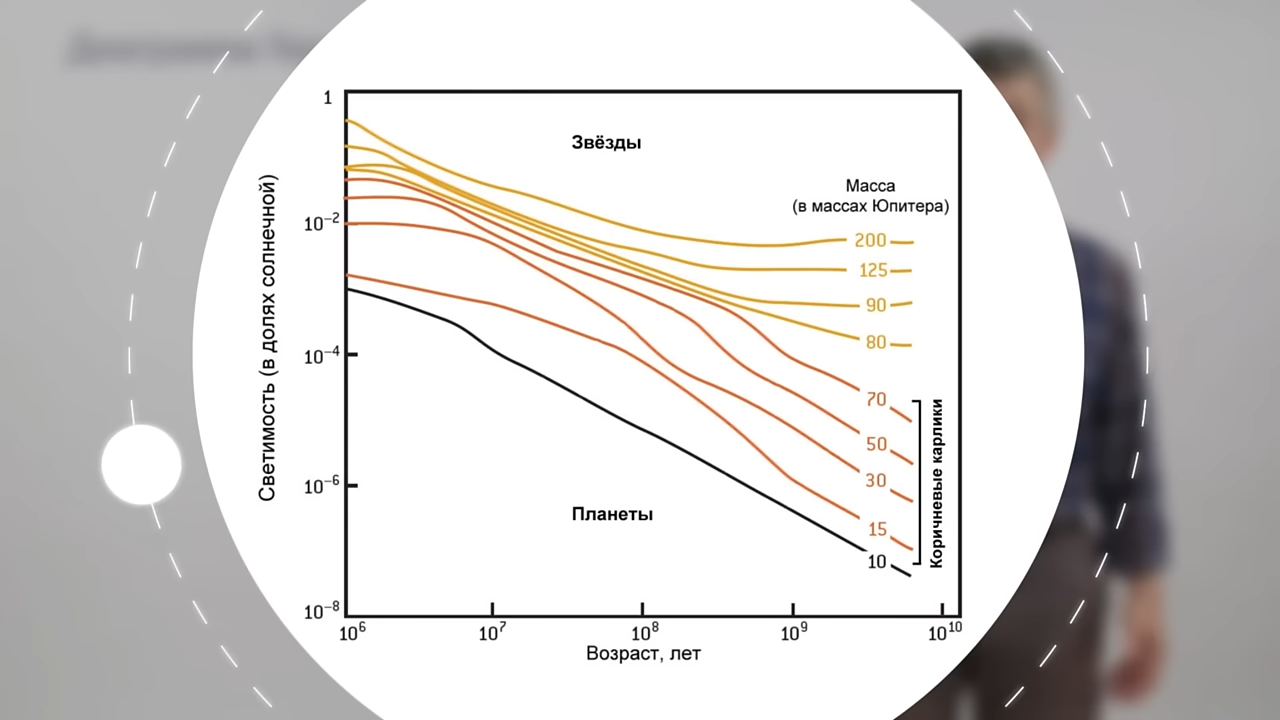 1
Звёзды
Масса
(в массах Юпитера)
Светимость (в долях солнечной)
10⁻²
200
125
90
80
10⁻⁴
70
50
30
15
10
Коричневые карлики
10⁻⁶
Планеты
10⁻⁸
10⁶
10⁷
10⁸
10⁹
10¹⁰
Возраст, лет